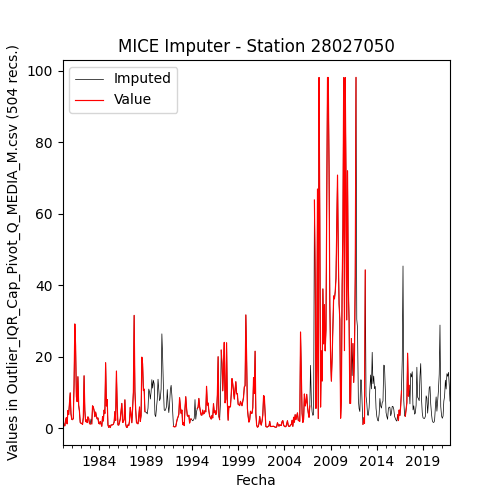 MICE Imputer - Station 28027050
Values in Outlier_IQR_Cap_Pivot_Q_MEDIA_M.csv (504 recs.)
100
80
60
40
20
0
Imputed
Value
1984 1989 1994 1999 2004 2009 2014 2019
Fecha